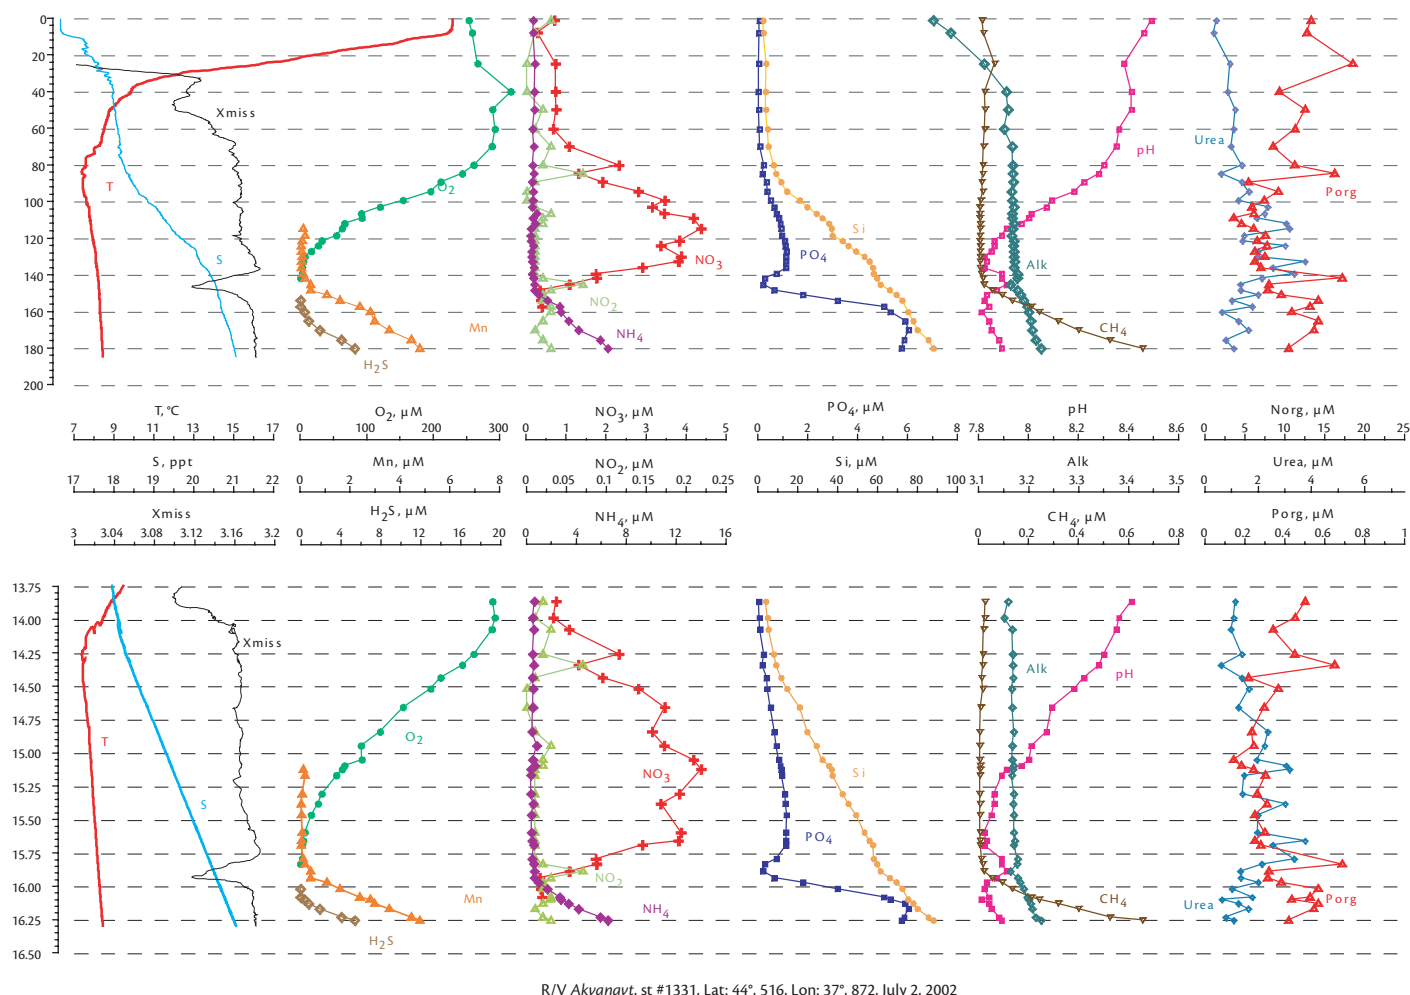 0
20
40
60
80
100
120
140
160
180
200
Xmiss
T
S
O2
Mn
H2S
NO3
NO2
NH4
Si
PO4
pH
Alk
CH4
Urea
Porg
T, °C
7 9 11 13 15 17
S, ppt
17 18 19 20 21 22
Xmiss
3 3.04 3.08 3.12 3.16 3.2
O2, µM
0 100 200 300
Mn, µM
0 2 4 6 8
H2S, µM
0 4 8 12 16 20
NO3, µM
0 1 2 3 4 5
NO2, µM
0 0.05 0.1 0.15 0.2 0.25
NH4, µM
0 4 8 12 16
PO4, µM
0 2 4 6 8
Si, µM
0 20 40 60 80 100
pH
7.8 8 8.2 8.4 8.6
Alk
3.1 3.2 3.3 3.4 3.5
CH4, µM
0 0.2 0.4 0.6 0.8
Norg, µM
0 5 10 15 20 25
Urea, µM
0 2 4 6
Porg, µM
0 0.2 0.4 0.6 0.8 1
13.75
14.00
14.25
14.50
14.75
15.00
15.25
15.50
15.75
16.00
16.25
16.50
Xmiss
T
S
O2
Mn
H2S
NO3
NO2
NH4
Si
PO4
Alk
pH
CH4
Urea
Porg
R/V Akvanavt, st #1331, Lat: 44°, 516, Lon: 37°, 872, July 2, 2002